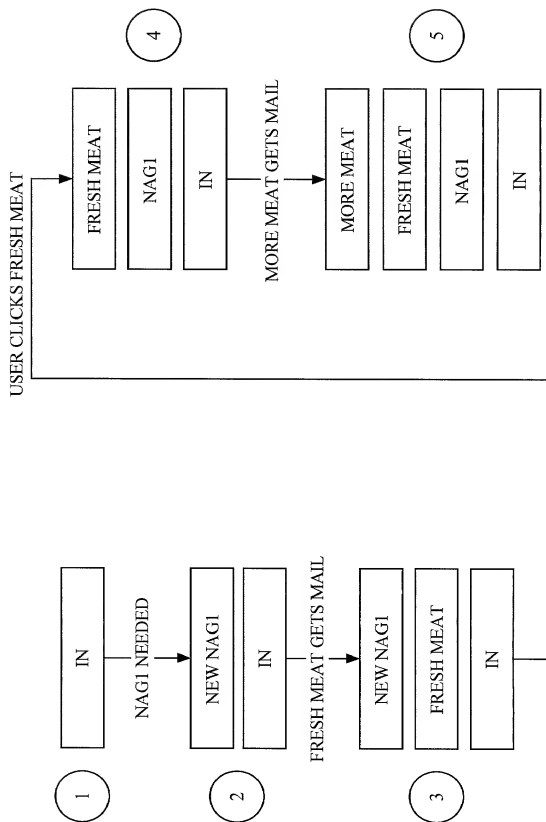 1
IN
NAG1 NEEDED
2
NEW NAG1
IN
FRESH MEAT GETS MAIL
3
NEW NAG1
FRESH MEAT
IN
USER CLICKS FRESH MEAT
4
FRESH MEAT
NAG1
IN
MORE MEAT GETS MAIL
5
MORE MEAT
FRESH MEAT
NAG1
IN